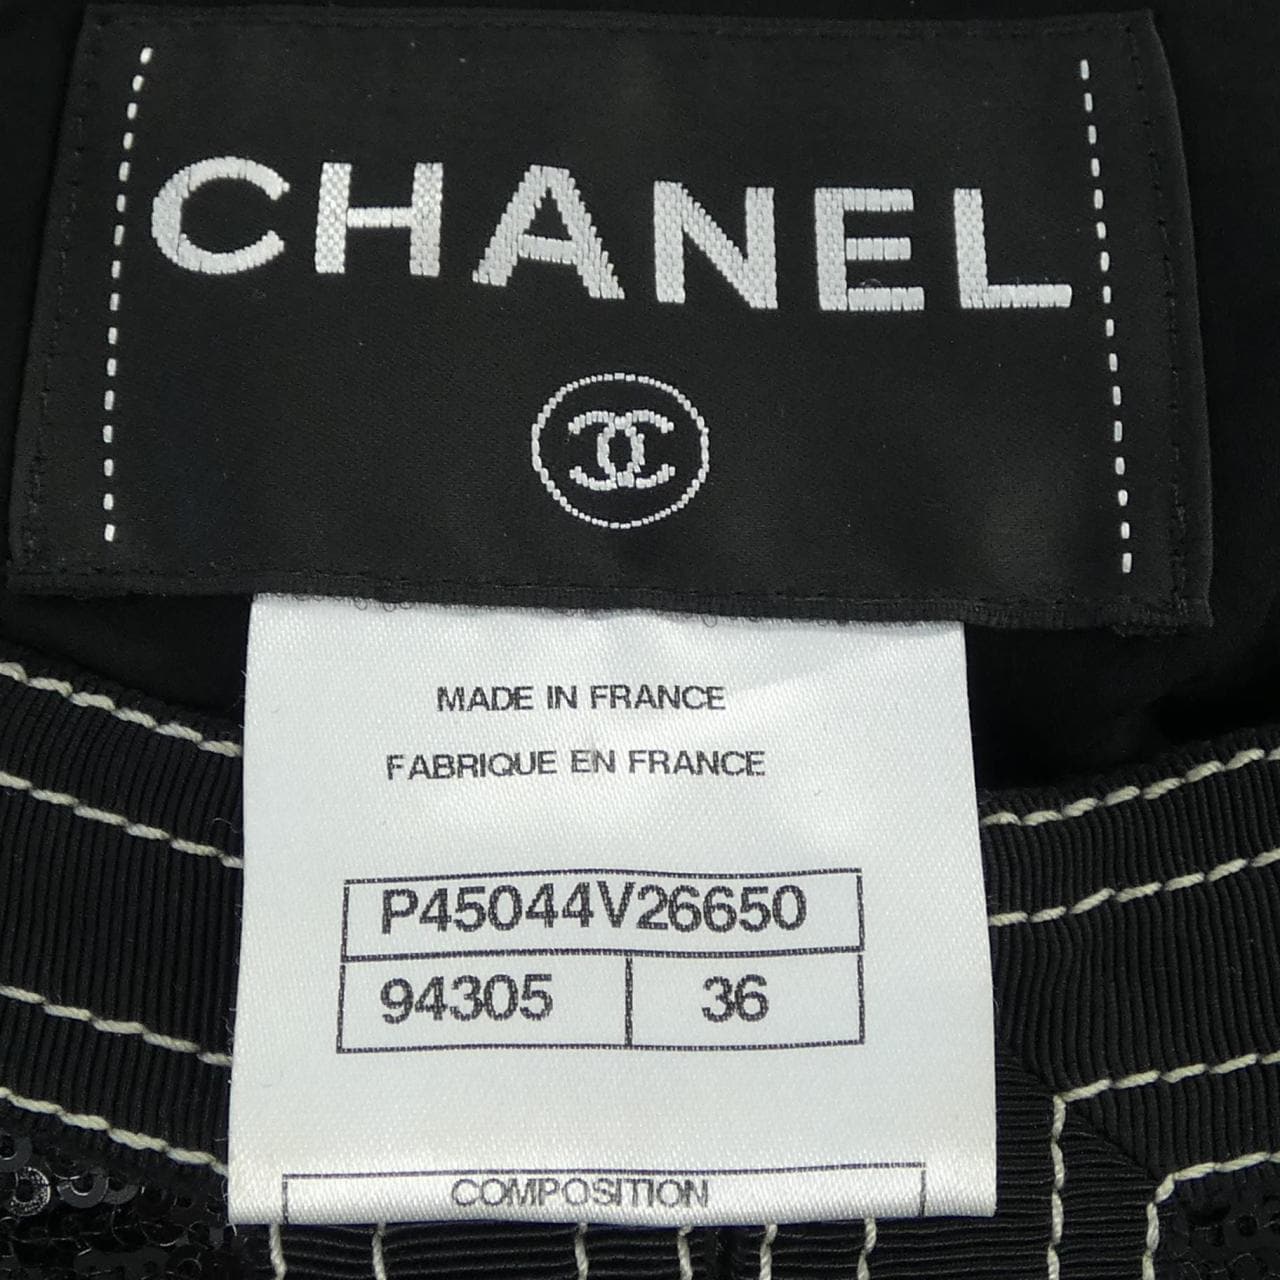 CHANEL
MADE IN FRANCE
FABRIQUE EN FRANCE
P45044V26650
94305 36
COMPOSITION